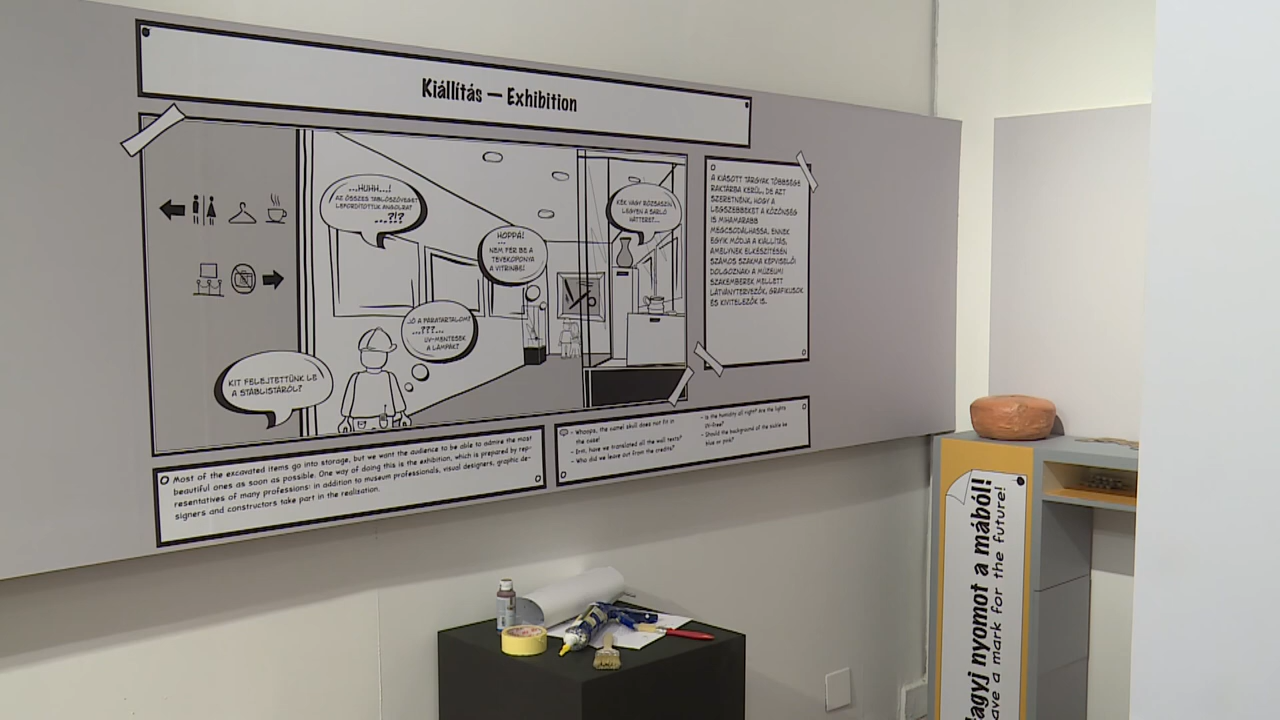 Kiállítás — Exhibition
...HUHH...!
AZ ÖSSZES TABLÓSZÖVEGET
LEFORDÍTOTTUK ANGOLRA?
...?!?
HOPPÁ!
...
NEM FÉR BE A
TEVEKOPONYA
A VITRINBE!
KÉK VAGY RÓZSASZÍN
LEGYEN A SARLÓ
HÁTTERE?...
...JÓ A PÁRATARTALOM?
...???...
UV-MENTESEK
A LÁMPÁK?
KIT FELEJTETTÜNK LE
A STÁBLISTÁRÓL?
A KIÁSOTT TÁRGYAK TÖBBSÉGE
RAKTÁRBA KERÜL, DE AZT
SZERETNÉNK, HOGY A
LEGSZEBBEKET A KÖZÖNSÉG
IS MIHAMARABB
MEGCSODÁLHASSA. ENNEK
EGYIK MÓDJA A KIÁLLÍTÁS,
AMELYNEK ELKÉSZÍTÉSÉN
SZÁMOS SZAKMA KÉPVISELŐI
DOLGOZNAK: A MÚZEUMI
SZAKEMBEREK MELLETT
LÁTVÁNYTERVEZŐK, GRAFIKUSOK
ÉS KIVITELEZŐK IS.
Most of the excavated items go into storage, but we want the audience to be able to admire the most
beautiful ones as soon as possible. One way of doing this is the exhibition, which is prepared by rep-
resentatives of many professions: in addition to museum professionals, visual designers, graphic de-
signers and constructors take part in the realization.
- Whoops, the camel skull does not fit in
the case!
- Erm, have we translated all the wall texts?
- Who did we leave out from the credits?
- Is the humidity all right? Are the lights
UV-free?
- Should the background of the sickle be
blue or pink?
agyj nyomot a mából!
ave a mark for the future!